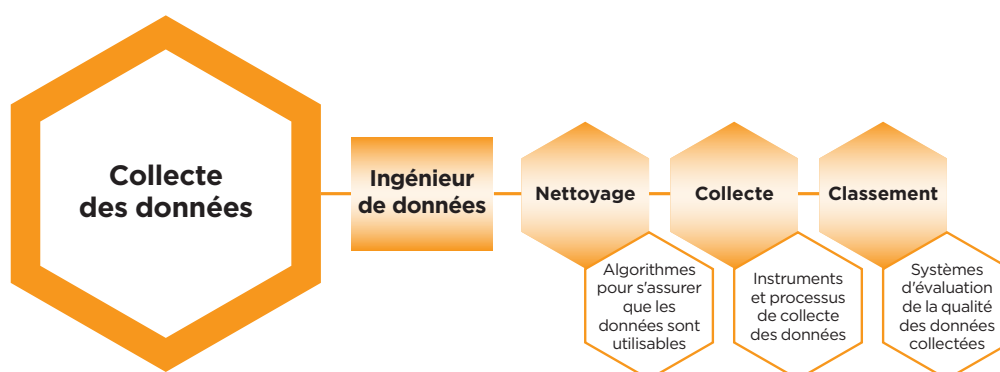 Collecte
des données
Ingénieur
de données
Nettoyage
Collecte
Classement
Algorithmes
pour s'assurer
que les
données sont
utilisables
Instruments
et processus
de collecte
des données
Systèmes
d'évaluation
de la qualité
des données
collectées